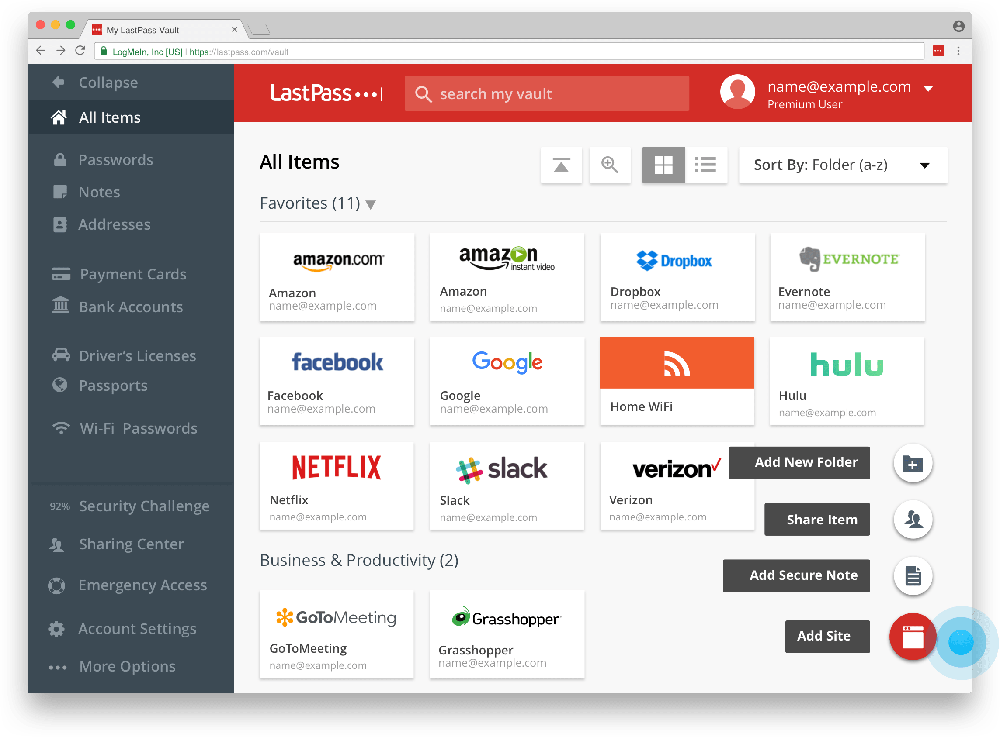 My LastPass Vault
LogMeIn, Inc [US] | https://lastpass.com/vault
Collapse
All Items
Passwords
Notes
Addresses
Payment Cards
Bank Accounts
Driver’s Licenses
Passports
Wi-Fi Passwords
92% Security Challenge
Sharing Center
Emergency Access
Account Settings
More Options
LastPass
search my vault
name@example.com
Premium User
All Items
Sort By: Folder (a-z)
Favorites (11)
amazon.com
Amazon
name@example.com
amazon
instant video
Amazon
name@example.com
Dropbox
Dropbox
name@example.com
EVERNOTE
Evernote
name@example.com
facebook
Facebook
name@example.com
Google
Google
name@example.com
Home WiFi
hulu
Hulu
name@example.com
NETFLIX
Netflix
name@example.com
slack
Slack
name@example.com
verizon
Verizon
name@example.com
Add New Folder
Share Item
Add Secure Note
Add Site
Business & Productivity (2)
GoToMeeting
GoToMeeting
name@example.com
Grasshopper
Grasshopper
name@example.com